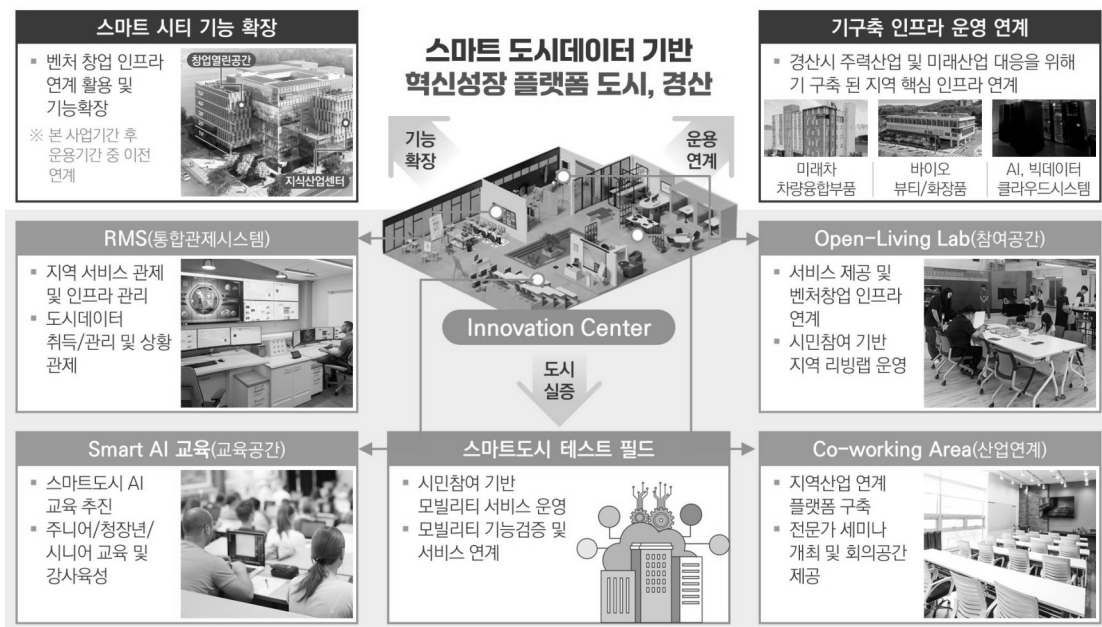 스마트 시티 기능 확장
▪ 벤처 창업 인프라
연계 활용 및
기능확장
※ 본 사업기간 후
운용기간 중 이전
연계
창업열린공간
지식산업센터
스마트 도시데이터 기반
혁신성장 플랫폼 도시, 경산
기능
확장
운용
연계
기구축 인프라 운영 연계
▪ 경산시 주력산업 및 미래산업 대응을 위해
기 구축 된 지역 핵심 인프라 연계
미래차
차량융합부품
바이오
뷰티/화장품
AI, 빅데이터
클라우드시스템
RMS(통합관제시스템)
▪ 지역 서비스 관제
및 인프라 관리
▪ 도시데이터
취득/관리 및 상황
관제
Innovation Center
도시
실증
Open-Living Lab(참여공간)
▪ 서비스 제공 및
벤처창업 인프라
연계
▪ 시민참여 기반
지역 리빙랩 운영
Smart AI 교육(교육공간)
▪ 스마트도시 AI
교육 추진
▪ 주니어/청장년/
시니어 교육 및
강사육성
스마트도시 테스트 필드
▪ 시민참여 기반
모빌리티 서비스 운영
▪ 모빌리티 기능검증 및
서비스 연계
Co-working Area(산업연계)
▪ 지역산업 연계
플랫폼 구축
▪ 전문가 세미나
개최 및 회의공간
제공